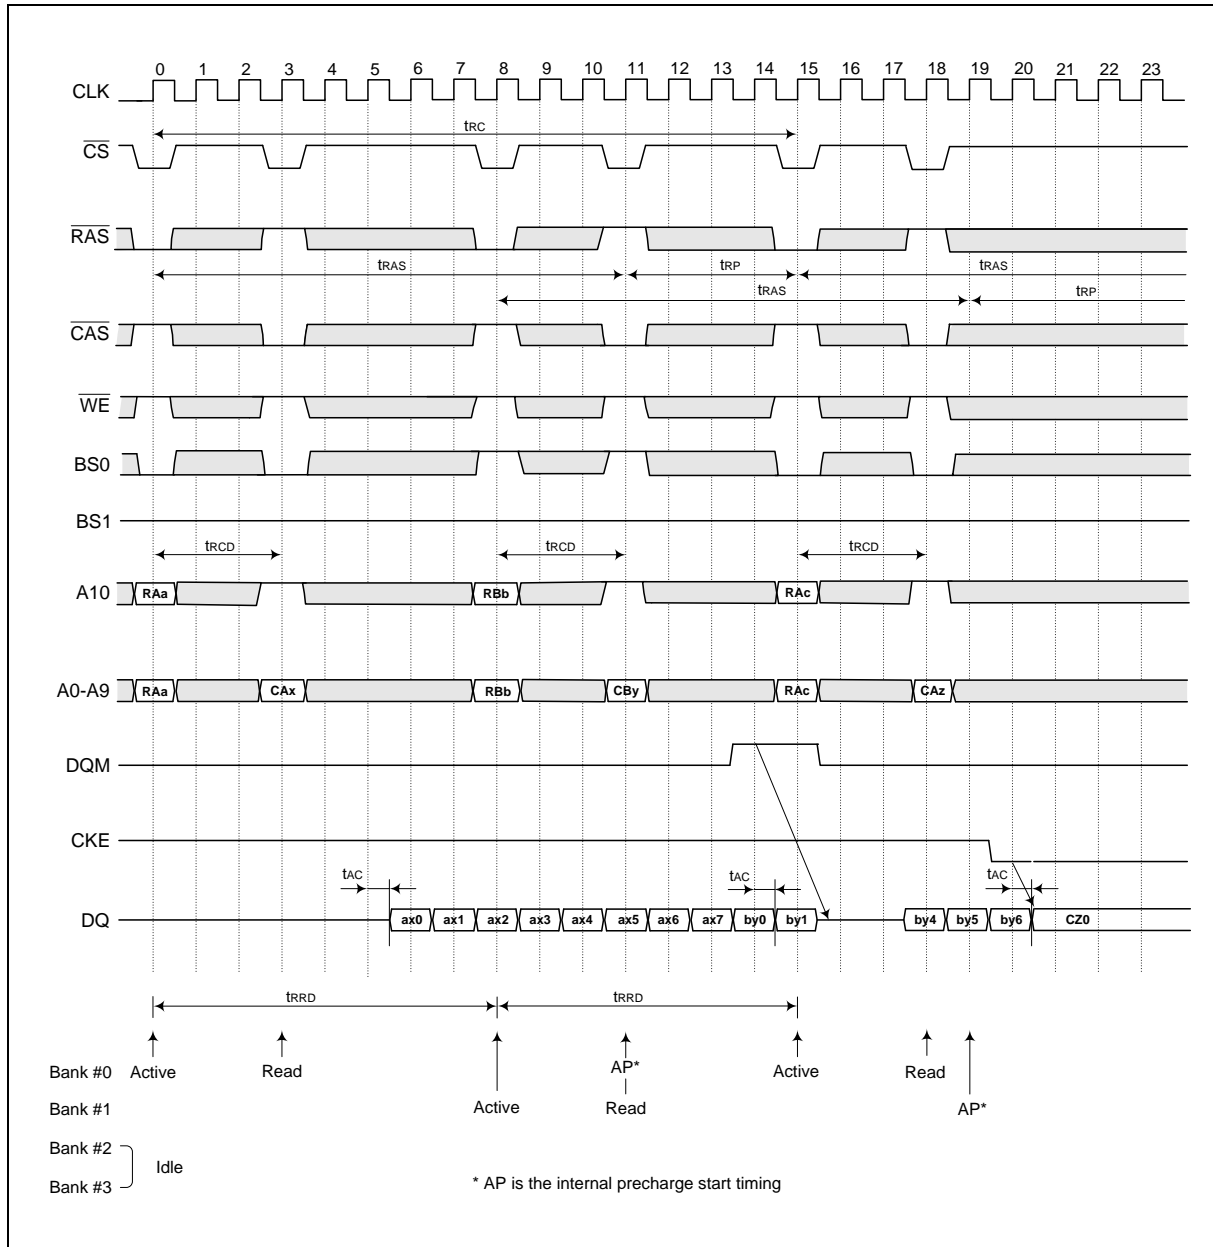 0 1 2 3 4 5 6 7 8 9 10 11 12 13 14 15 16 17 18 19 20 21 22 23
CLK
tRC
CS
RAS
tRAS tRP tRAS
tRAS tRP
CAS
WE
BS0
BS1
tRCD tRCD tRCD
A10 RAa RBb RAc
A0-A9 RAa CAx RBb CBy RAc CAz
DQM
CKE
tAC tAC tAC
DQ ax0 ax1 ax2 ax3 ax4 ax5 ax6 ax7 by0 by1 by4 by5 by6 CZ0
tRRD tRRD
Bank #0 Active Read AP* Active Read
Bank #1 Active Read AP*
Bank #2
Idle
Bank #3
* AP is the internal precharge start timing